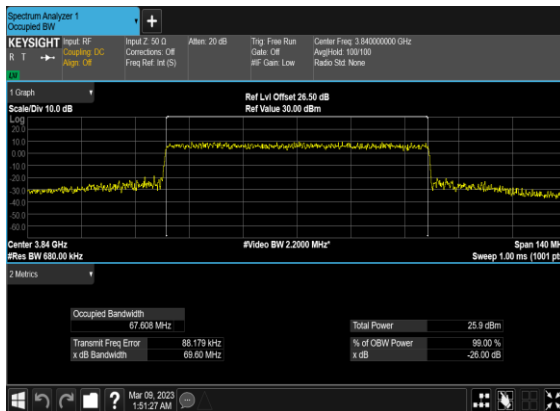 Spectrum Analyzer 1
Occupied BW
KEYSIGHT
R T
LXI
Input: RF
Coupling: DC
Align: Off
Input Z: 50 Ω
Corrections: Off
Freq Ref: Int (S)
Atten: 20 dB
Trig: Free Run
Gate: Off
#IF Gain: Low
Center Freq: 3.840000000 GHz
Avg|Hold: 100/100
Radio Std: None
1 Graph
Scale/Div 10.0 dB
Ref Lvl Offset 26.50 dB
Ref Value 30.00 dBm
Log
20.0
10.0
0.00
-10.0
-20.0
-30.0
-40.0
-50.0
-60.0
Center 3.84 GHz
#Res BW 680.00 kHz
#Video BW 2.2000 MHz*
Span 140 MH
Sweep 1.00 ms (1001 pts
2 Metrics
Occupied Bandwidth
67.608 MHz
Transmit Freq Error 88.179 kHz
x dB Bandwidth 69.60 MHz
Total Power 25.9 dBm
% of OBW Power 99.00 %
x dB -26.00 dB
?
Mar 09, 2023
1:51:27 AM